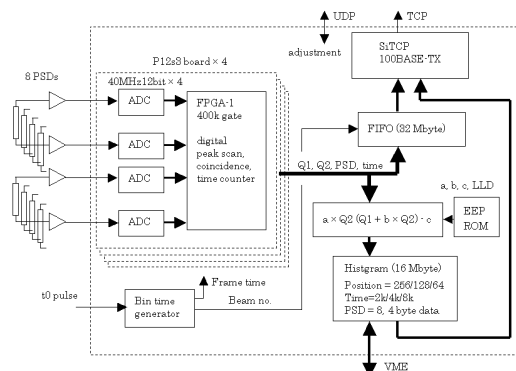 UDP
TCP
adjustment
SiTCP
100BASE-TX
P12s3 board × 4
8 PSDs
40MHz12bit × 4
ADC
FPGA-1
400k gate
ADC
digital
peak scan,
coincidence,
time counter
ADC
ADC
FIFO (32 Mbyte)
Q1, Q2, PSD, time
a, b, c, LLD
a × Q2 (Q1 + b × Q2) - c
EEP
ROM
Frame time
t0 pulse
Bin time
generator
Beam no.
Histgram (16 Mbyte)
Position = 256/128/64
Time=2k/4k/8k
PSD = 8, 4 byte data
VME